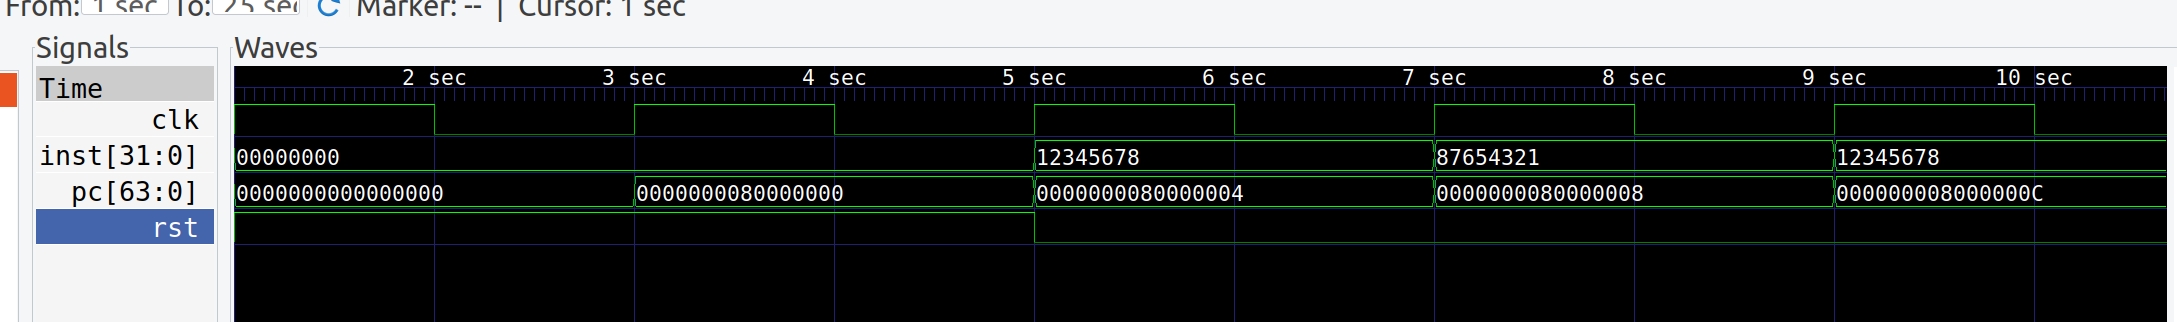 From: 1 sec To: 25 sec Marker: -- | Cursor: 1 sec
Signals Waves
Time 2 sec 3 sec 4 sec 5 sec 6 sec 7 sec 8 sec 9 sec 10 sec
clk
inst[31:0] 00000000 12345678 87654321 12345678
pc[63:0] 0000000000000000 0000000080000000 0000000080000004 0000000080000008 000000008000000C
rst